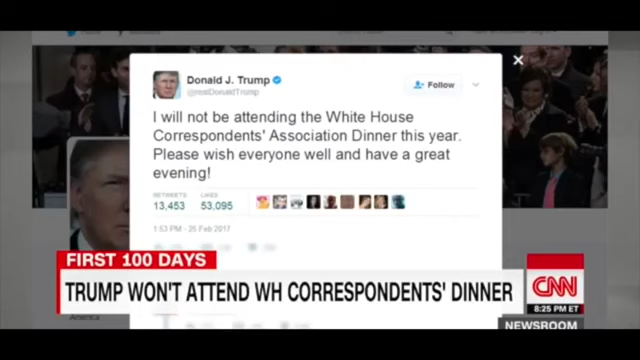 Donald J. Trump
@realDonaldTrump
Follow
I will not be attending the White House
Correspondents' Association Dinner this year.
Please wish everyone well and have a great
evening!
RETWEETS LIKES
13,453 53,095
1:53 PM - 25 Feb 2017
America
FIRST 100 DAYS
TRUMP WON'T ATTEND WH CORRESPONDENTS' DINNER
CNN
8:25 PM ET
NEWSROOM